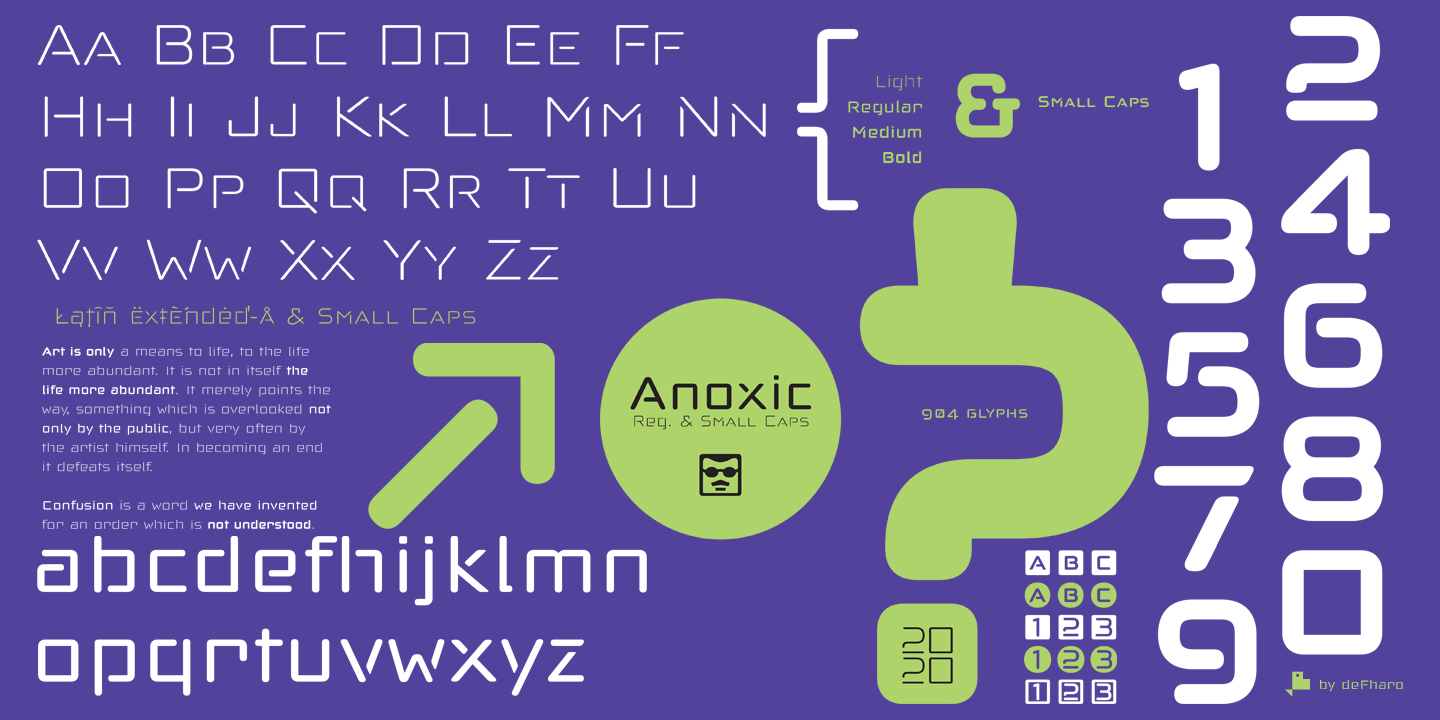 Aa Bb Cc Dd Ee Ff
Hh Ii Jj Kk Ll Mm Nn
Oo Pp Qq Rr Ss Tt Uu
Vv Ww Xx Yy Zz
Latin Extended-A & Small Caps
Art is only a means to life, to the life
more abundant. It is not in itself the
life more abundant. It merely points the
way, something which is overlooked not
only by the public, but very often by
the artist himself. In becoming an end
it defeats itself.
Confusion is a word we have invented
for an order which is not understood.
abcdefhijklmn
opqrtuvwxyz
Light
Regular
Medium
Bold
&
Small Caps
Anoxic
Reg. & Small Caps
904 GLYPHS
?
20
20
A B C
A B C
1 2 3
1 2 3
1 2 3
1
2
3
4
5
6
7
8
9
0
by deFharo